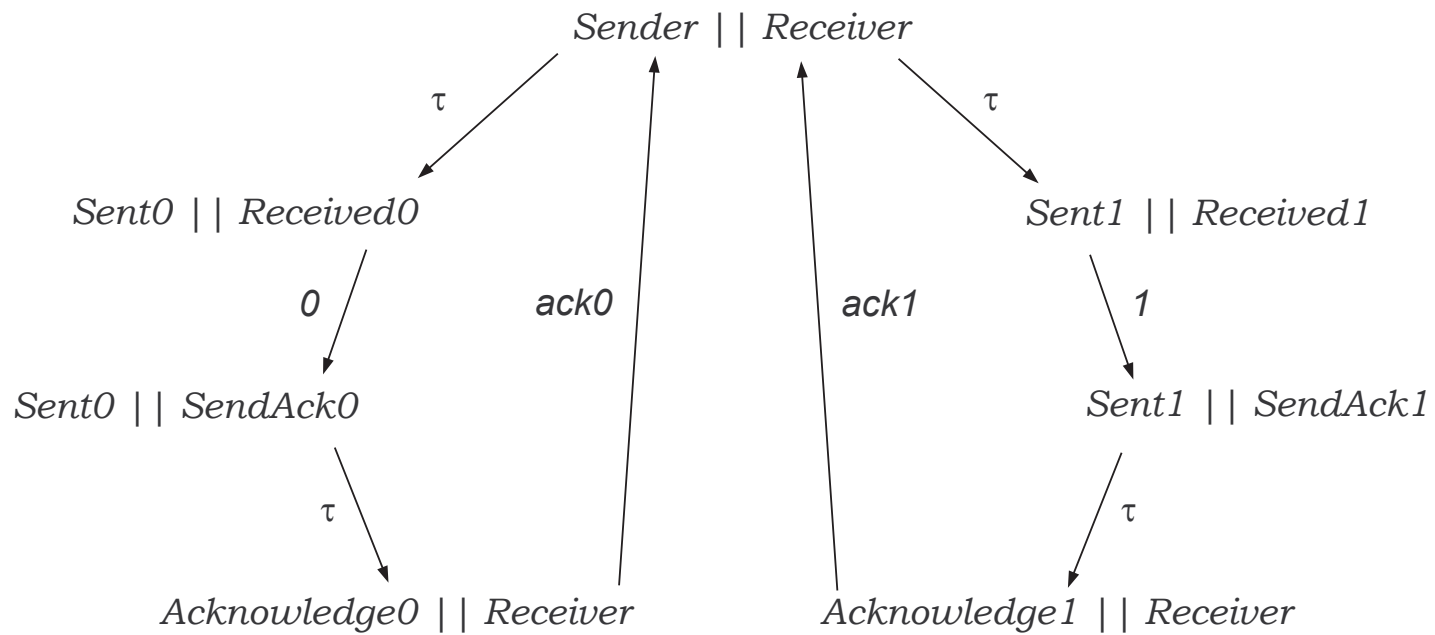 Sender || Receiver
τ
τ
Sent0 || Received0
Sent1 || Received1
0
ack0
ack1
1
Sent0 || SendAck0
Sent1 || SendAck1
τ
τ
Acknowledge0 || Receiver
Acknowledge1 || Receiver